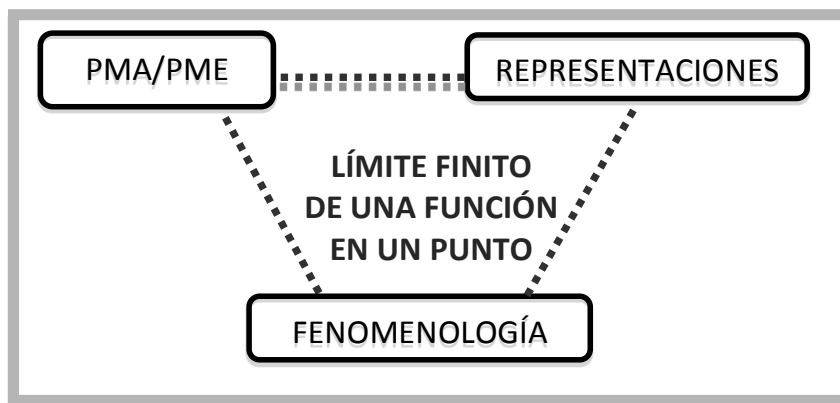 PMA/PME
REPRESENTACIONES
LÍMITE FINITO
DE UNA FUNCIÓN
EN UN PUNTO
FENOMENOLOGÍA